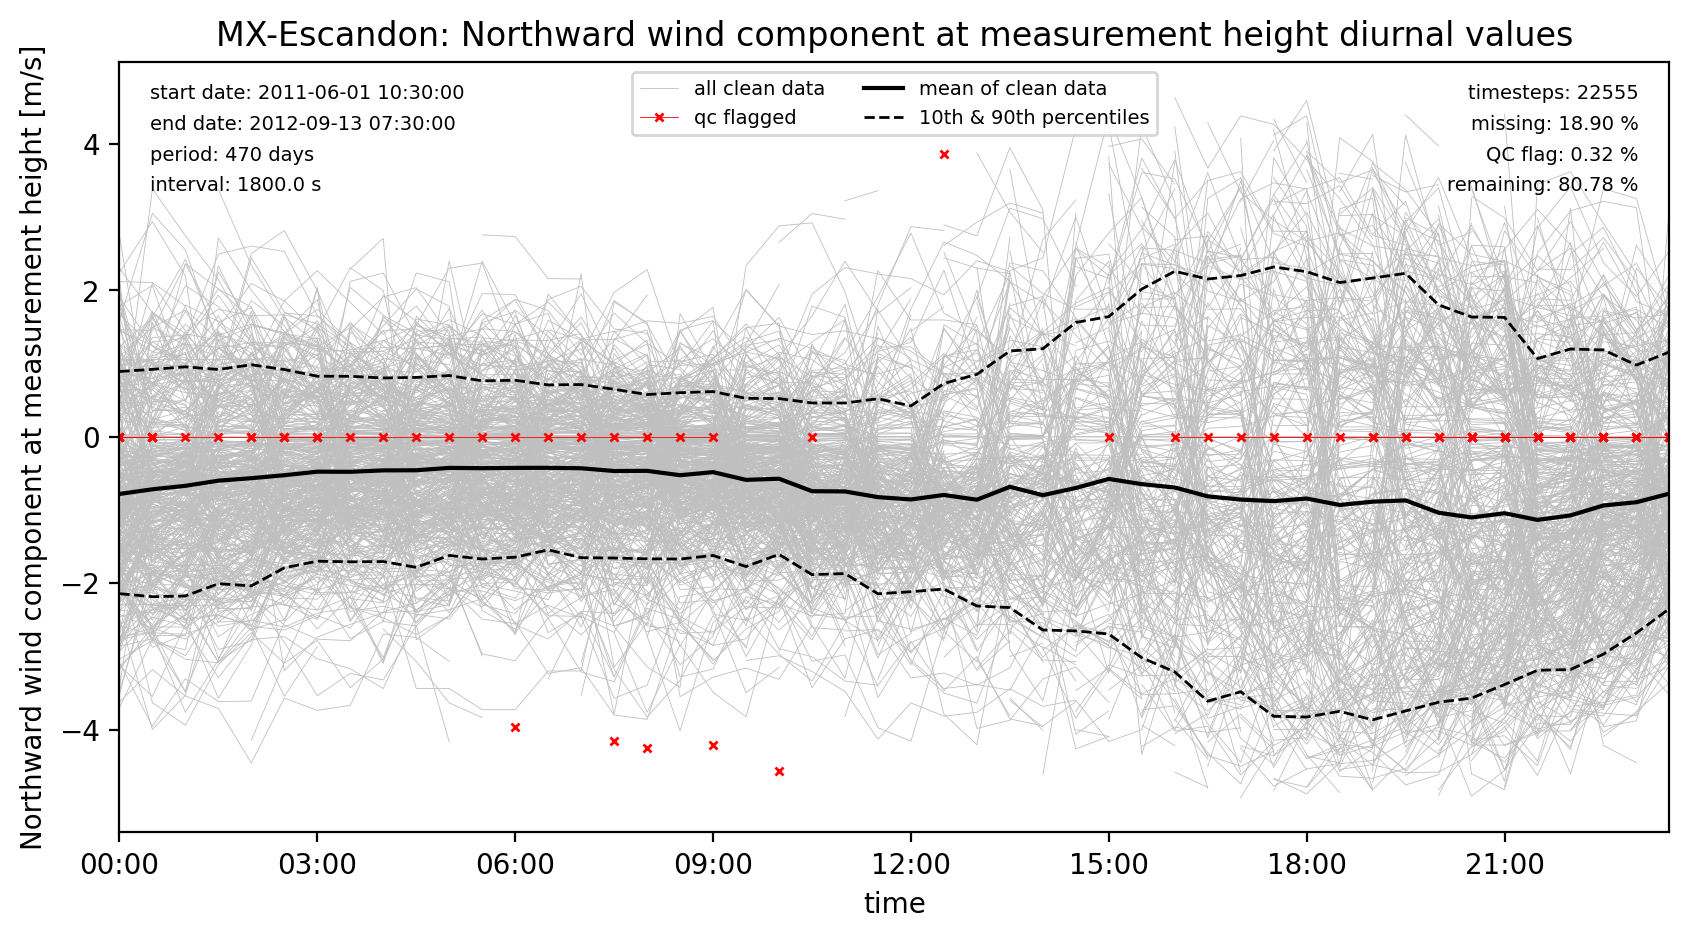 MX-Escandon: Northward wind component at measurement height diurnal values
Northward wind component at measurement height [m/s]
start date: 2011-06-01 10:30:00
end date: 2012-09-13 07:30:00
period: 470 days
interval: 1800.0 s
all clean data
qc flagged
mean of clean data
10th & 90th percentiles
timesteps: 22555
missing: 18.90 %
QC flag: 0.32 %
remaining: 80.78 %
4
2
0
−2
−4
00:00
03:00
06:00
09:00
12:00
15:00
18:00
21:00
time